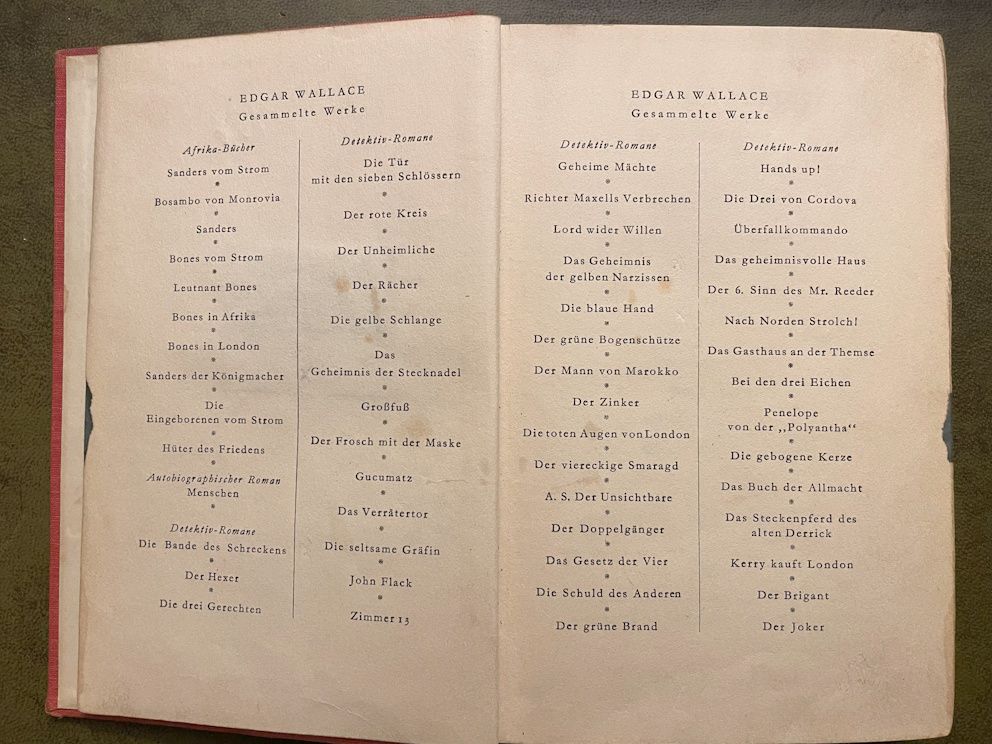 EDGAR WALLACE
Gesammelte Werke
Afrika-Bücher
Sanders vom Strom
*
Bosambo von Monrovia
*
Sanders
*
Bones vom Strom
*
Leutnant Bones
*
Bones in Afrika
*
Bones in London
*
Sanders der Königmacher
*
Die
Eingeborenen vom Strom
*
Hüter des Friedens
*
Autobiographischer Roman
Menschen
*
Detektiv-Romane
Die Bande des Schreckens
*
Der Hexer
*
Die drei Gerechten
Detektiv-Romane
Die Tür
mit den sieben Schlössern
*
Der rote Kreis
*
Der Unheimliche
*
Der Rächer
*
Die gelbe Schlange
*
Das
Geheimnis der Stecknadel
*
Großfuß
*
Der Frosch mit der Maske
*
Gucumatz
*
Das Verrätertor
*
Die seltsame Gräfin
*
John Flack
*
Zimmer 13
EDGAR WALLACE
Gesammelte Werke
Detektiv-Romane
Geheime Mächte
*
Richter Maxells Verbrechen
*
Lord wider Willen
*
Das Geheimnis
der gelben Narzissen
*
Die blaue Hand
*
Der grüne Bogenschütze
*
Der Mann von Marokko
*
Der Zinker
*
Die toten Augen von London
*
Der viereckige Smaragd
*
A. S. Der Unsichtbare
*
Der Doppelgänger
*
Das Gesetz der Vier
*
Die Schuld des Anderen
*
Der grüne Brand
Detektiv-Romane
Hands up!
*
Die Drei von Cordova
*
Überfallkommando
*
Das geheimnisvolle Haus
*
Der 6. Sinn des Mr. Reeder
*
Nach Norden Strolch!
*
Das Gasthaus an der Themse
*
Bei den drei Eichen
*
Penelope
von der „Polyantha“
*
Die gebogene Kerze
*
Das Buch der Allmacht
*
Das Steckenpferd des
alten Derrick
*
Kerry kauft London
*
Der Brigant
*
Der Joker